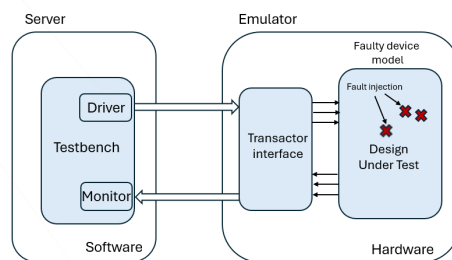 Server
Emulator
Faulty device
model
Driver
Fault injection
Testbench
Transactor
interface
Design
Under Test
Monitor
Software
Hardware